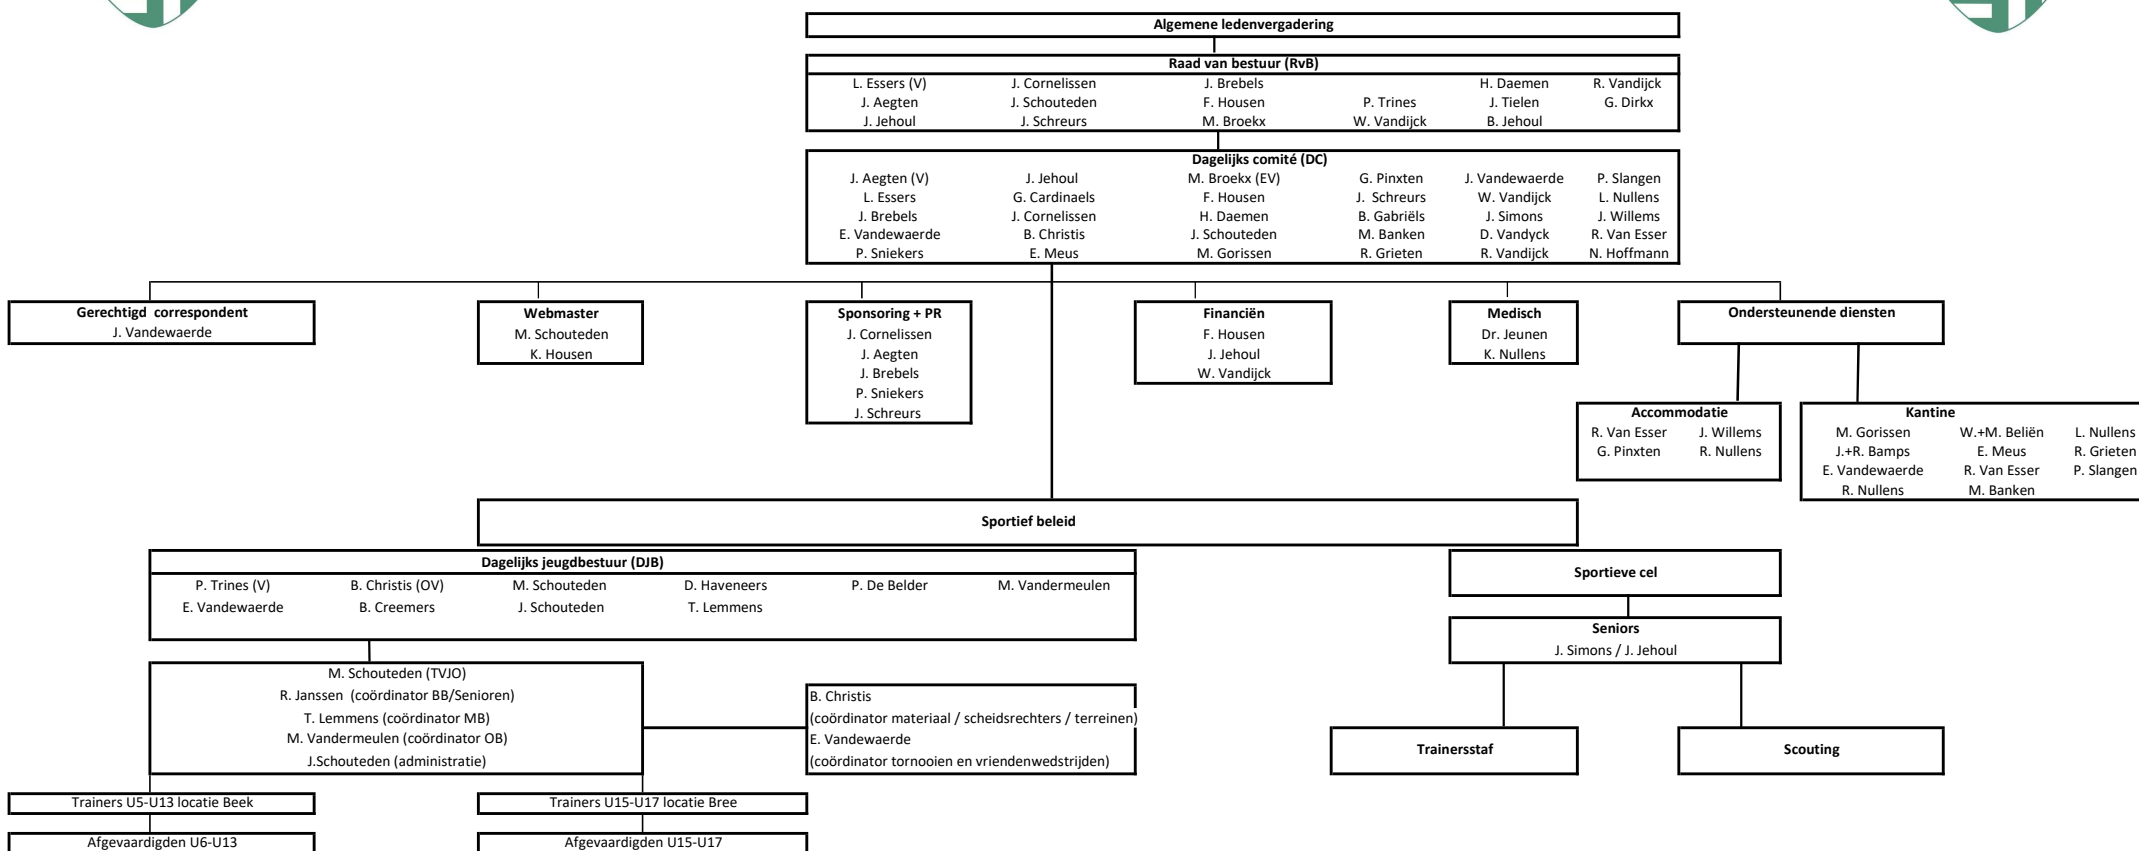 Algemene ledenvergadering
Raad van bestuur (RvB)
L. Essers (V) J. Cornelissen J. Brebels H. Daemen R. Vandijck
J. Aegten J. Schouteden F. Housen P. Trines J. Tielen G. Dirkx
J. Jehoul J. Schreurs M. Broekx W. Vandijck B. Jehoul
Dagelijks comité (DC)
J. Aegten (V) J. Jehoul M. Broekx (EV) G. Pinxten J. Vandewaerde P. Slangen
L. Essers G. Cardinaels F. Housen J. Schreurs W. Vandijck L. Nullens
J. Brebels J. Cornelissen H. Daemen B. Gabriëls J. Simons J. Willems
E. Vandewaerde B. Christis J. Schouteden M. Banken D. Vandyck R. Van Esser
P. Sniekers E. Meus M. Gorissen R. Grieten R. Vandijck N. Hoffmann
Gerechtigd correspondent
J. Vandewaerde
Webmaster
M. Schouteden
K. Housen
Sponsoring + PR
J. Cornelissen
J. Aegten
J. Brebels
P. Sniekers
J. Schreurs
Financiën
F. Housen
J. Jehoul
W. Vandijck
Medisch
Dr. Jeunen
K. Nullens
Ondersteunende diensten
Accommodatie
R. Van Esser J. Willems
G. Pinxten R. Nullens
Kantine
M. Gorissen W.+M. Beliën L. Nullens
J.+R. Bamps E. Meus R. Grieten
E. Vandewaerde R. Van Esser P. Slangen
R. Nullens M. Banken
Sportief beleid
Dagelijks jeugdbestuur (DJB)
P. Trines (V) B. Christis (OV) M. Schouteden D. Haveneers P. De Belder M. Vandermeulen
E. Vandewaerde B. Creemers J. Schouteden T. Lemmens
M. Schouteden (TVJO)
R. Janssen (coördinator BB/Senioren)
T. Lemmens (coördinator MB)
M. Vandermeulen (coördinator OB)
J.Schouteden (administratie)
B. Christis
(coördinator materiaal / scheidsrechters / terreinen)
E. Vandewaerde
(coördinator tornooien en vriendenwedstrijden)
Sportieve cel
Seniors
J. Simons / J. Jehoul
Trainersstaf
Scouting
Trainers U5-U13 locatie Beek
Trainers U15-U17 locatie Bree
Afgevaardigden U6-U13
Afgevaardigden U15-U17